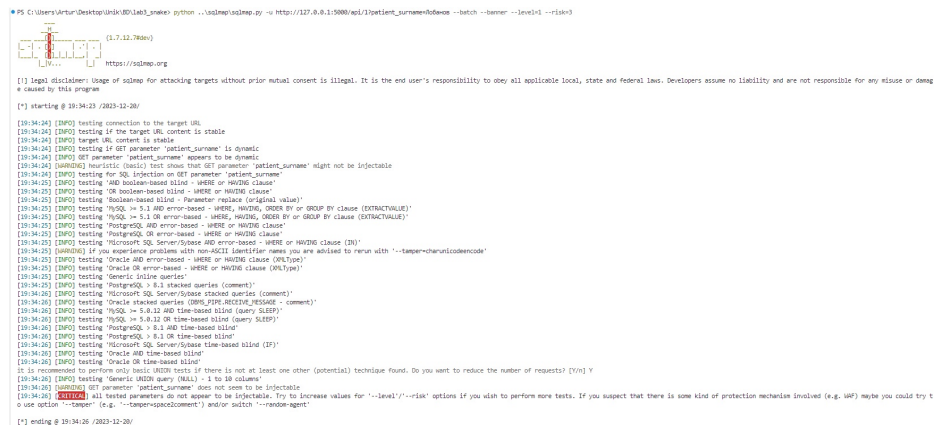 PS C:\Users\Artur\Desktop\Unik\BD\lab3_snake> python ..\sqlmap\sqlmap.py -u http://127.0.0.1:5000/api/1?patient_surname=Лобанов --batch --banner --level=1 --risk=3
{1.7.12.7#dev}
https://sqlmap.org
[!] legal disclaimer: Usage of sqlmap for attacking targets without prior mutual consent is illegal. It is the end user's responsibility to obey all applicable local, state and federal laws. Developers assume no liability and are not responsible for any misuse or damag
e caused by this program
[*] starting @ 19:34:23 /2023-12-20/
[19:34:24] [INFO] testing connection to the target URL
[19:34:24] [INFO] testing if the target URL content is stable
[19:34:24] [INFO] target URL content is stable
[19:34:24] [INFO] testing if GET parameter 'patient_surname' is dynamic
[19:34:24] [INFO] GET parameter 'patient_surname' appears to be dynamic
[19:34:24] [WARNING] heuristic (basic) test shows that GET parameter 'patient_surname' might not be injectable
[19:34:24] [INFO] testing for SQL injection on GET parameter 'patient_surname'
[19:34:25] [INFO] testing 'AND boolean-based blind - WHERE or HAVING clause'
[19:34:25] [INFO] testing 'OR boolean-based blind - WHERE or HAVING clause'
[19:34:25] [INFO] testing 'Boolean-based blind - Parameter replace (original value)'
[19:34:25] [INFO] testing 'MySQL >= 5.1 AND error-based - WHERE, HAVING, ORDER BY or GROUP BY clause (EXTRACTVALUE)'
[19:34:25] [INFO] testing 'MySQL >= 5.1 OR error-based - WHERE, HAVING, ORDER BY or GROUP BY clause (EXTRACTVALUE)'
[19:34:25] [INFO] testing 'PostgreSQL AND error-based - WHERE or HAVING clause'
[19:34:25] [INFO] testing 'PostgreSQL OR error-based - WHERE or HAVING clause'
[19:34:25] [INFO] testing 'Microsoft SQL Server/Sybase AND error-based - WHERE or HAVING clause (IN)'
[19:34:25] [WARNING] if you experience problems with non-ASCII identifier names you are advised to rerun with '--tamper=charunicodeencode'
[19:34:25] [INFO] testing 'Oracle AND error-based - WHERE or HAVING clause (XMLType)'
[19:34:25] [INFO] testing 'Oracle OR error-based - WHERE or HAVING clause (XMLType)'
[19:34:25] [INFO] testing 'Generic inline queries'
[19:34:25] [INFO] testing 'PostgreSQL > 8.1 stacked queries (comment)'
[19:34:26] [INFO] testing 'Microsoft SQL Server/Sybase stacked queries (comment)'
[19:34:26] [INFO] testing 'Oracle stacked queries (DBMS_PIPE.RECEIVE_MESSAGE - comment)'
[19:34:26] [INFO] testing 'MySQL >= 5.0.12 AND time-based blind (query SLEEP)'
[19:34:26] [INFO] testing 'MySQL >= 5.0.12 OR time-based blind (query SLEEP)'
[19:34:26] [INFO] testing 'PostgreSQL > 8.1 AND time-based blind'
[19:34:26] [INFO] testing 'PostgreSQL > 8.1 OR time-based blind'
[19:34:26] [INFO] testing 'Microsoft SQL Server/Sybase time-based blind (IF)'
[19:34:26] [INFO] testing 'Oracle AND time-based blind'
[19:34:26] [INFO] testing 'Oracle OR time-based blind'
it is recommended to perform only basic UNION tests if there is not at least one other (potential) technique found. Do you want to reduce the number of requests? [Y/n] Y
[19:34:26] [INFO] testing 'Generic UNION query (NULL) - 1 to 10 columns'
[19:34:26] [WARNING] GET parameter 'patient_surname' does not seem to be injectable
[19:34:26] [CRITICAL] all tested parameters do not appear to be injectable. Try to increase values for '--level'/'--risk' options if you wish to perform more tests. If you suspect that there is some kind of protection mechanism involved (e.g. WAF) maybe you could try t
o use option '--tamper' (e.g. '--tamper=space2comment') and/or switch '--random-agent'
[*] ending @ 19:34:26 /2023-12-20/